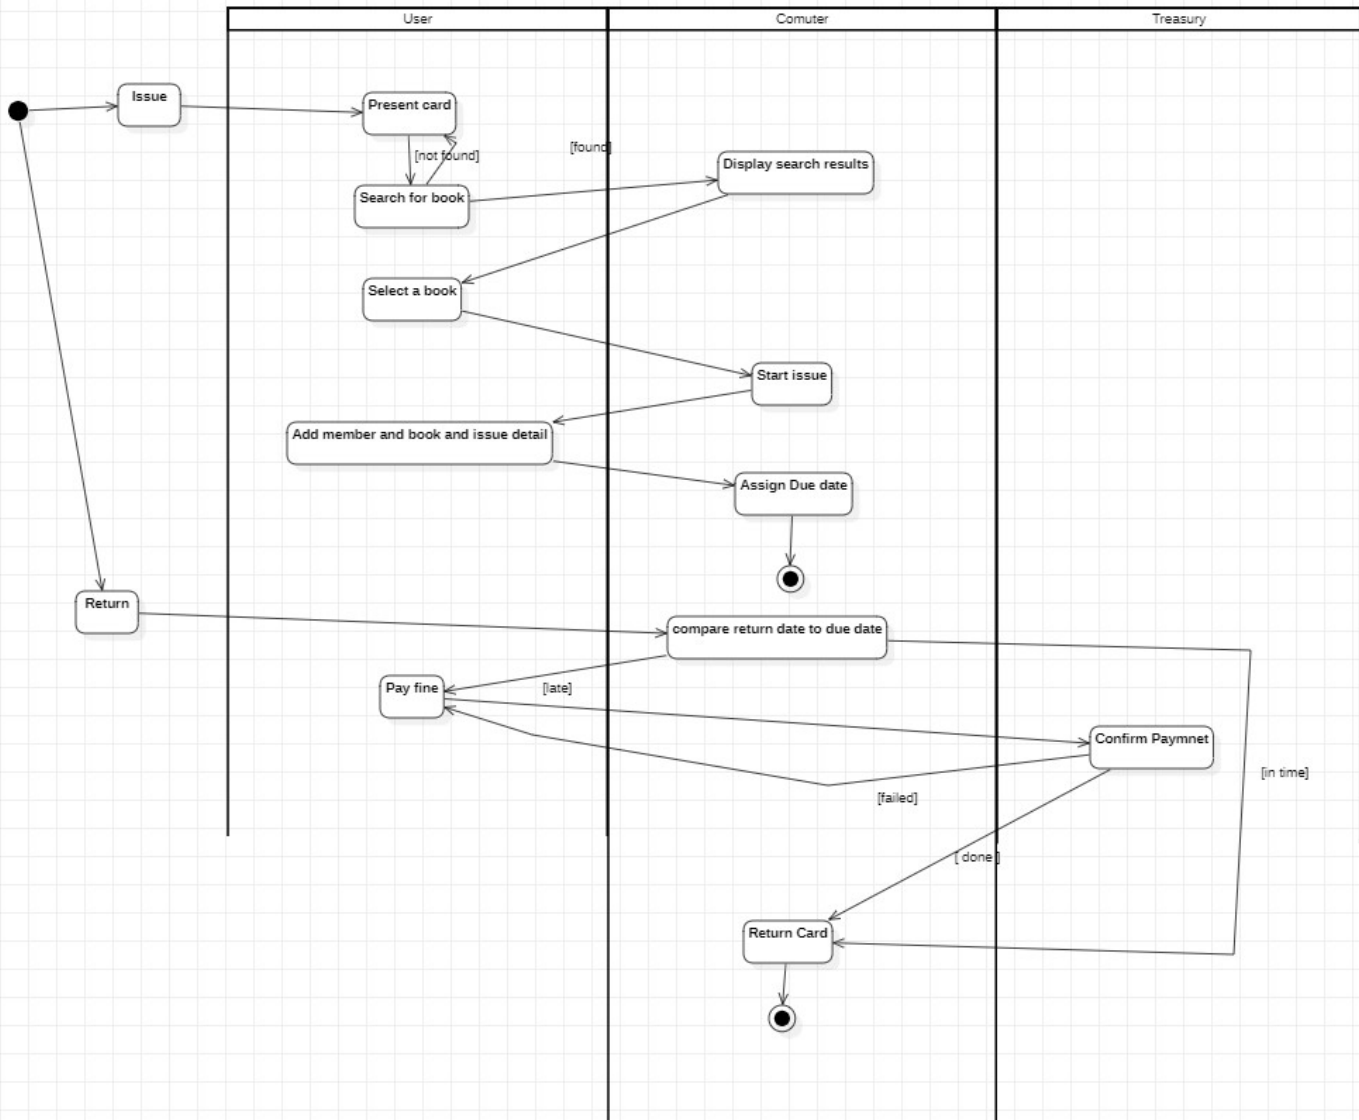 User
Comuter
Treasury
Issue
Present card
[not found]
[found]
Display search results
Search for book
Select a book
Start issue
Add member and book and issue detail
Assign Due date
Return
compare return date to due date
Pay fine
[late]
Confirm Paymnet
[in time]
[failed]
[ done ]
Return Card